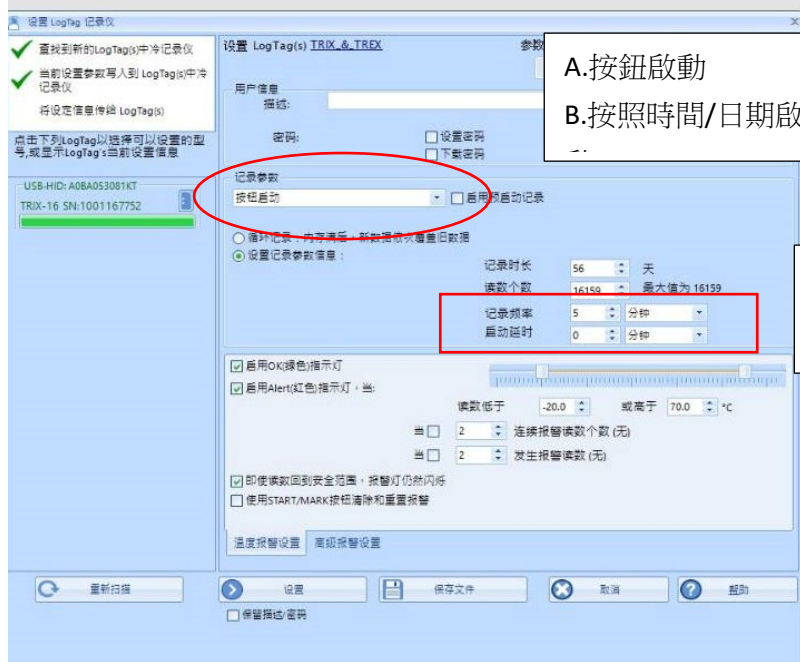 设置 LogTag 记录仪
查找到新的LogTag(s)中冷记录仪
当前设置参数写入到 LogTag(s)中冷记录仪
将设定信息传给 LogTag(s)
点击下列LogTag以选择可以设置的型号,或显示LogTag's当前设置信息
USB-HID: A0BA053081KT
TRIX-16 SN:1001167752
设置 LogTag(s) TRIX_&_TREX
参数
A.按鈕啟動
B.按照時間/日期啟
用户信息
描述:
密码:
设置密码
下载密码
记录参数
按钮启动
启用预启动记录
循环记录:内存满后,新数据依次覆盖旧数据
设置记录参数信息:
记录时长 56 天
读数个数 16159 最大值为 16159
记录频率 5 分钟
启动延时 0 分钟
启用OK(绿色)指示灯
启用Alert(红色)指示灯,当:
读数低于 -20.0 或高于 70.0 °C
当 2 连续报警读数个数 (无)
当 2 发生报警读数 (无)
即使读数回到安全范围,报警灯仍然闪烁
使用START/MARK按钮清除和重置报警
温度报警设置 高级报警设置
重新扫描 设置 保存文件 取消 帮助
保留描述/密码